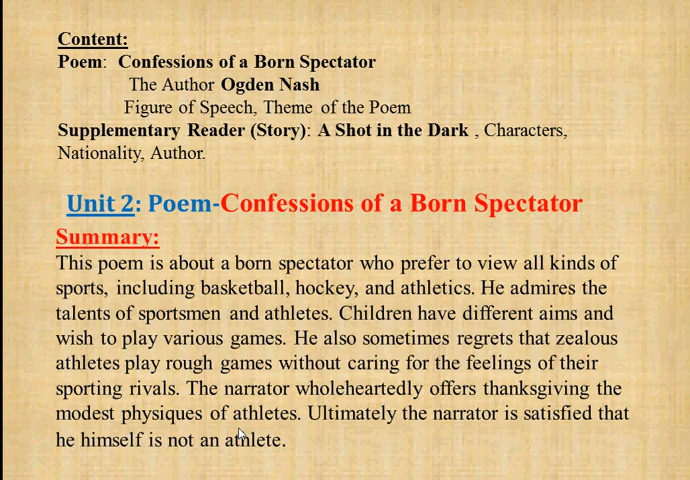 Content:
Poem: Confessions of a Born Spectator
The Author Ogden Nash
Figure of Speech, Theme of the Poem
Supplementary Reader (Story): A Shot in the Dark , Characters,
Nationality, Author.
Unit 2: Poem-Confessions of a Born Spectator
Summary:
This poem is about a born spectator who prefer to view all kinds of
sports, including basketball, hockey, and athletics. He admires the
talents of sportsmen and athletes. Children have different aims and
wish to play various games. He also sometimes regrets that zealous
athletes play rough games without caring for the feelings of their
sporting rivals. The narrator wholeheartedly offers thanksgiving the
modest physiques of athletes. Ultimately the narrator is satisfied that
he himself is not an athlete.